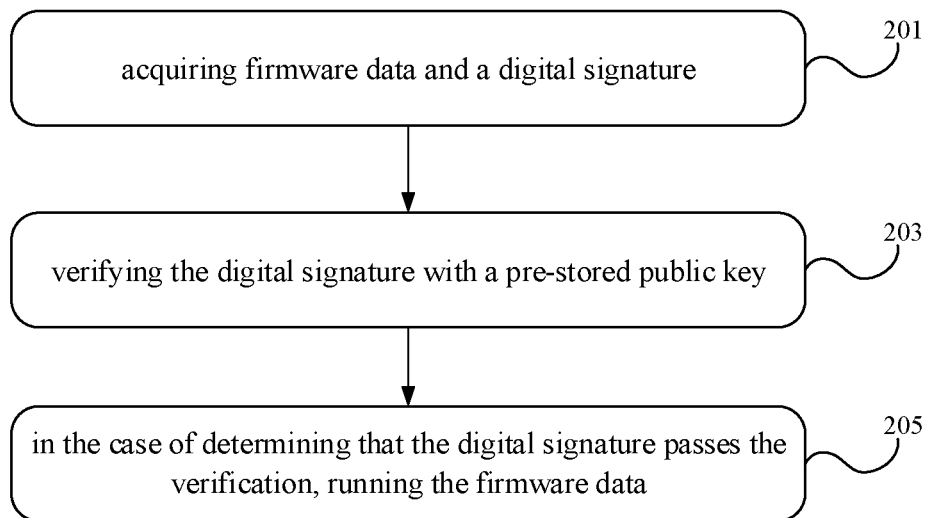 201
acquiring firmware data and a digital signature
203
verifying the digital signature with a pre-stored public key
205
in the case of determining that the digital signature passes the
verification, running the firmware data